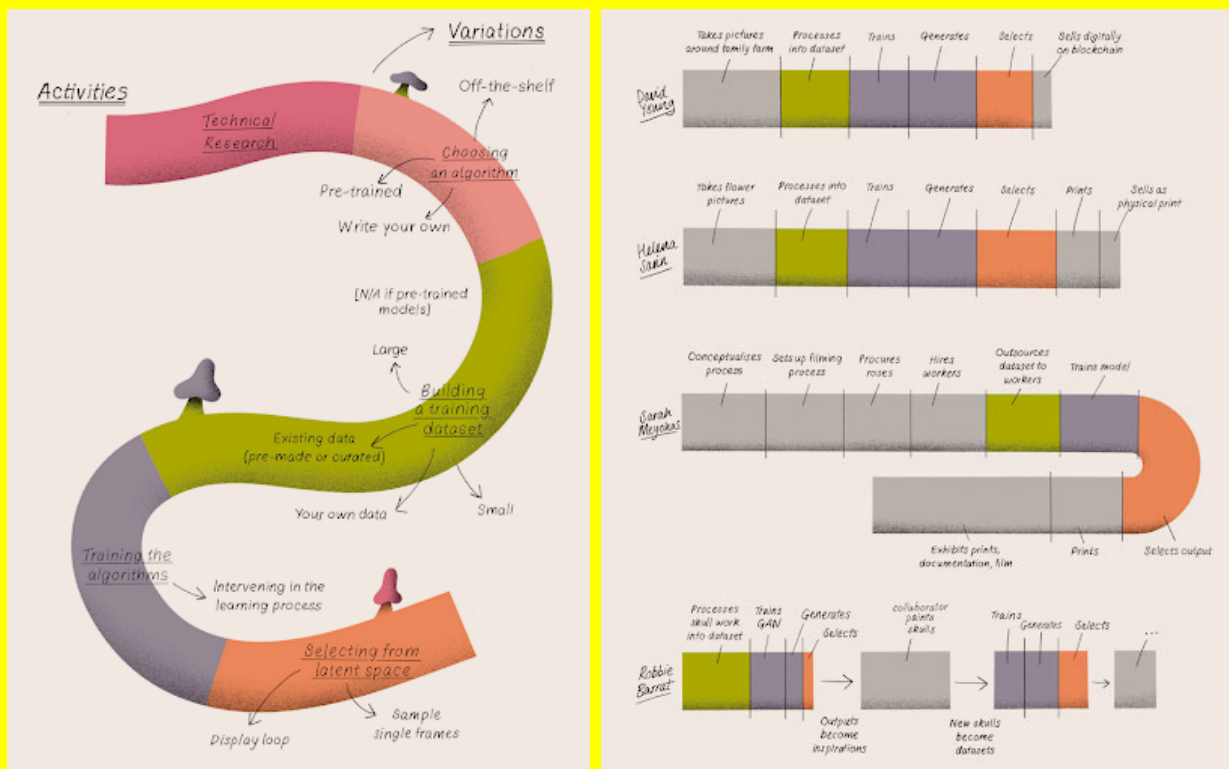 Variations
Activities
Off-the-shelf
Technical
Research
Choosing
an algorithm
Pre-trained
Write your own
[N/A if pre-trained
models]
Large
Building
a training
dataset
Existing data
(pre-made or curated)
Your own data
Small
Training the
algorithms
Intervening in the
learning process
Selecting from
latent space
Display loop
Sample
single frames
David
Young
Takes pictures
around family farm
Processes
into dataset
Trains
Generates
Selects
Sells digitally
on blockchain
Helena
Sarin
Takes flower
pictures
Processes into
dataset
Trains
Generates
Selects
Prints
Sells as
physical print
Sarah
Meyohas
Conceptualises
process
Sets up filming
process
Procures
roses
Hires
workers
Outsources
dataset to
workers
Trains model
Selects output
Prints
Exhibits prints,
documentation, film
Robbie
Barrat
Processes
skull work
into dataset
Trains
GAN
Generates
Selects
Outputs
become
inspirations
collaborator
paints
skulls
New skulls
become
datasets
Trains
Generates
Selects
...